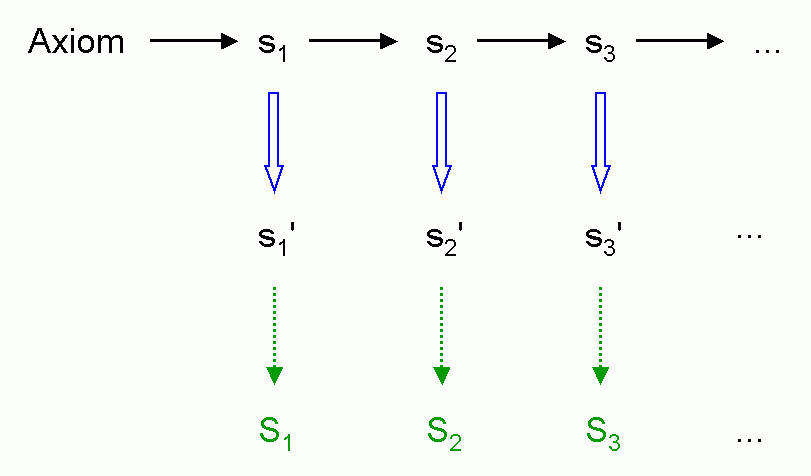 Axiom s₁ s₂ s₃ ...
s₁' s₂' s₃' ...
S₁ S₂ S₃ ...